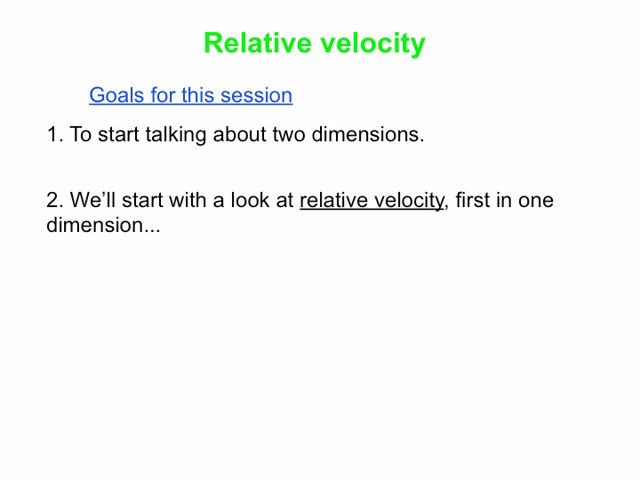 Relative velocity
Goals for this session
1. To start talking about two dimensions.
2. We’ll start with a look at relative velocity, first in one
dimension...